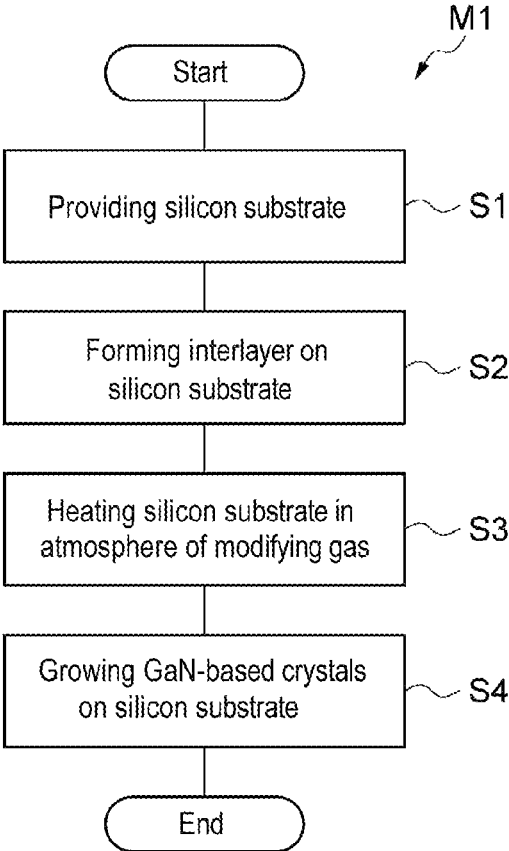 M1
Start
Providing silicon substrate
S1
Forming interlayer on
silicon substrate
S2
Heating silicon substrate in
atmosphere of modifying gas
S3
Growing GaN-based crystals
on silicon substrate
S4
End